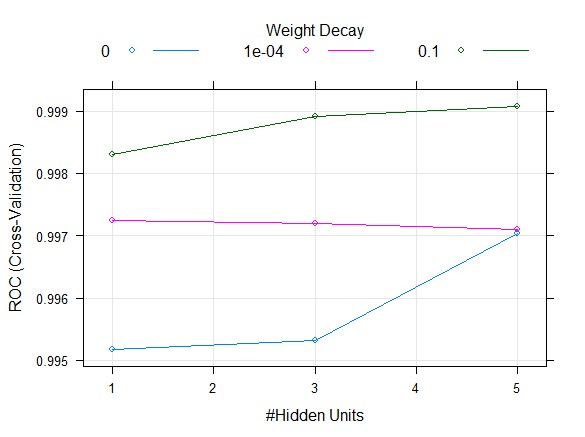 Weight Decay
0 1e-04 0.1
0.999
0.998
0.997
0.996
0.995
ROC (Cross-Validation)
1 2 3 4 5
#Hidden Units